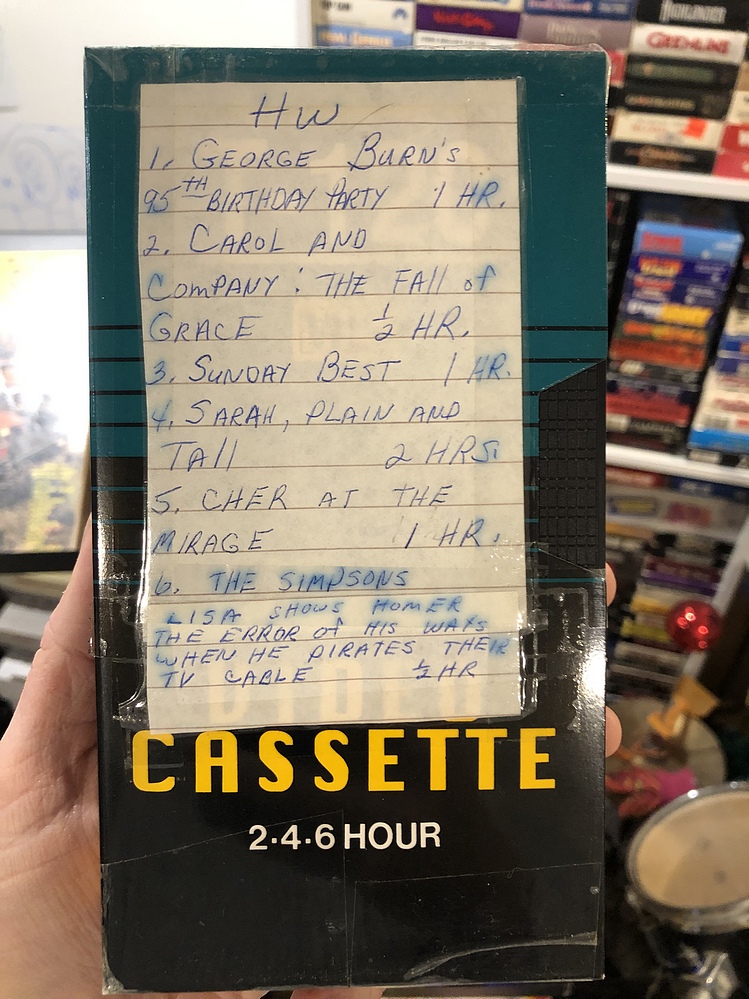 HW
1. GEORGE BURN'S
95TH BIRTHDAY PARTY 1 HR.
2. CAROL AND
COMPANY: THE FALL of
GRACE 1/2 HR.
3. SUNDAY BEST 1 HR.
4. SARAH, PLAIN AND
TALL 2 HRS.
5. CHER AT THE
MIRAGE 1 HR.
6. THE SIMPSONS
LISA SHOWS HOMER
THE ERROR of HIS WAYS
WHEN HE PIRATES THEIR
TV CABLE 1/2 HR
CASSETTE
2·4·6 HOUR
GREMLINS